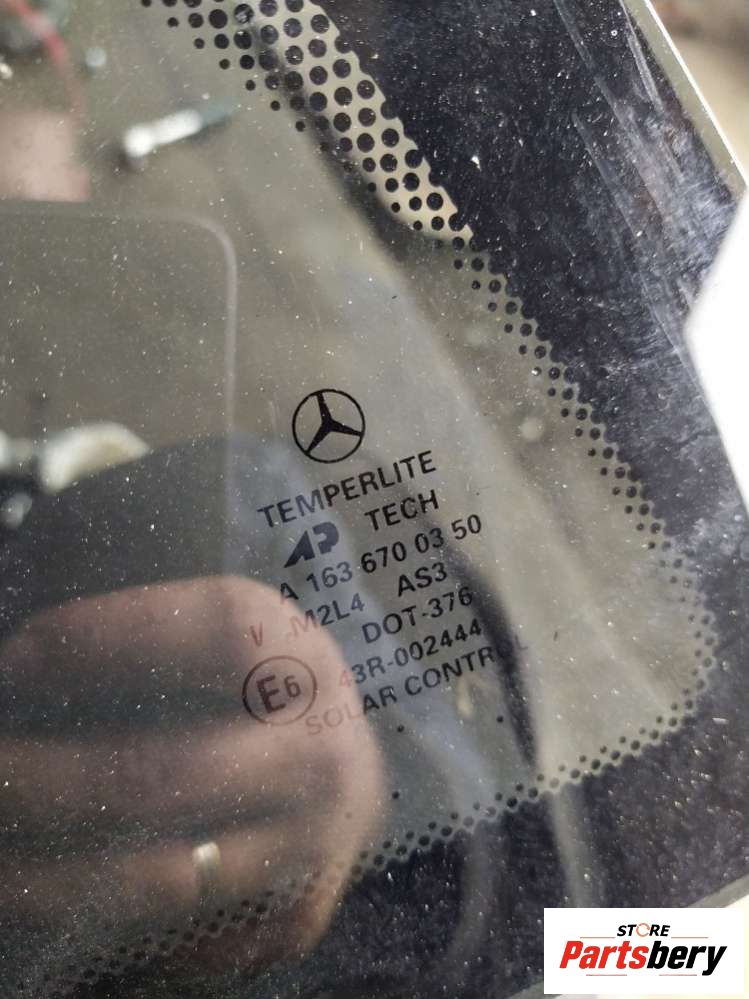 TEMPERLITE
AP TECH
A 163 670 03 50
M2L4 AS3
V DOT-376
E6 43R-002444
SOLAR CONTROL
STORE
Partsbery